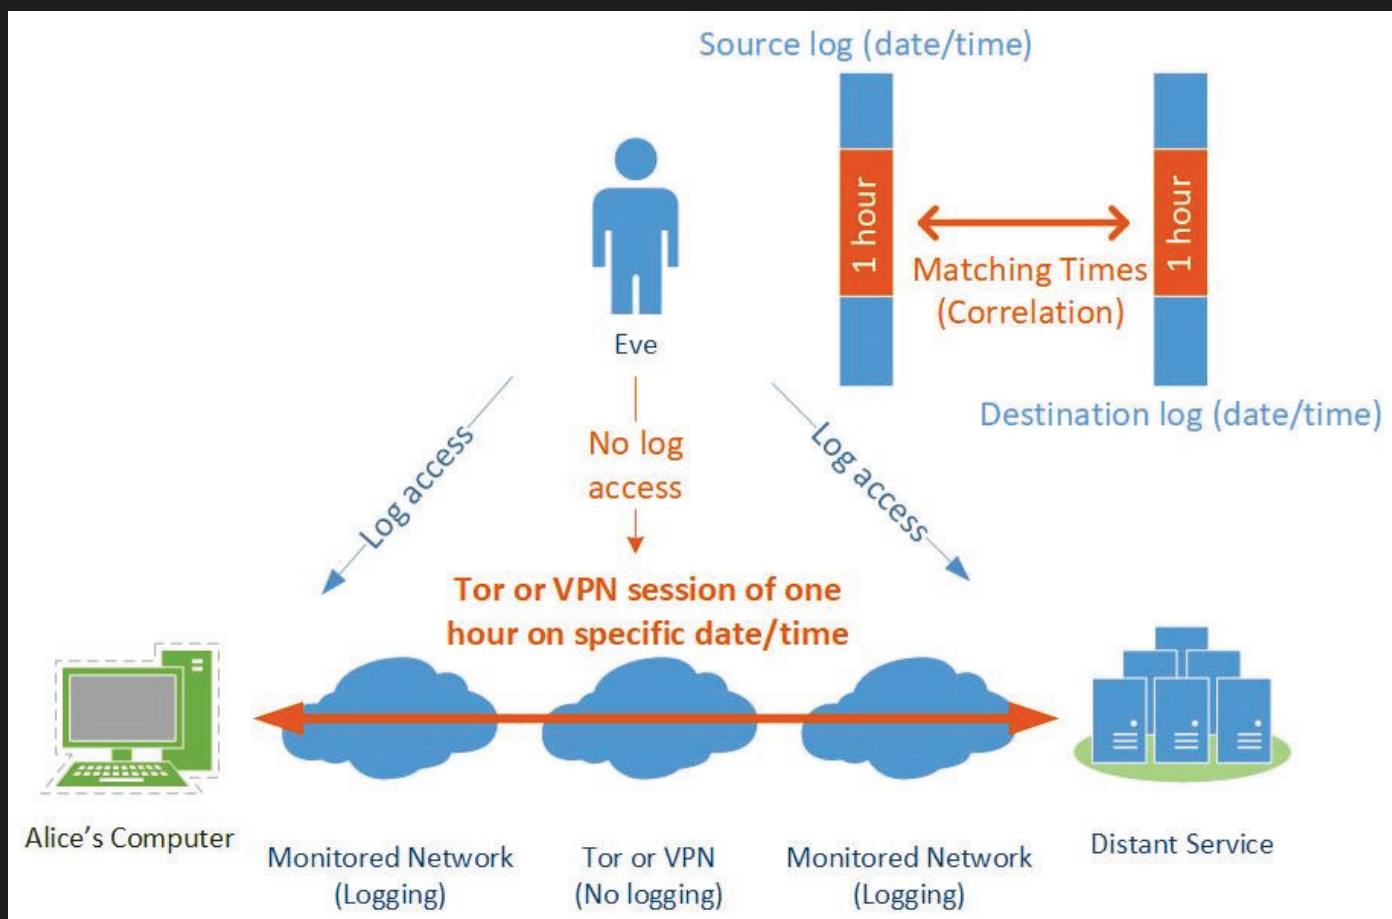 Source log (date/time)
1 hour
1 hour
Matching Times
(Correlation)
Destination log (date/time)
Eve
Log access
No log
access
Log access
Tor or VPN session of one
hour on specific date/time
Alice's Computer
Monitored Network
(Logging)
Tor or VPN
(No logging)
Monitored Network
(Logging)
Distant Service